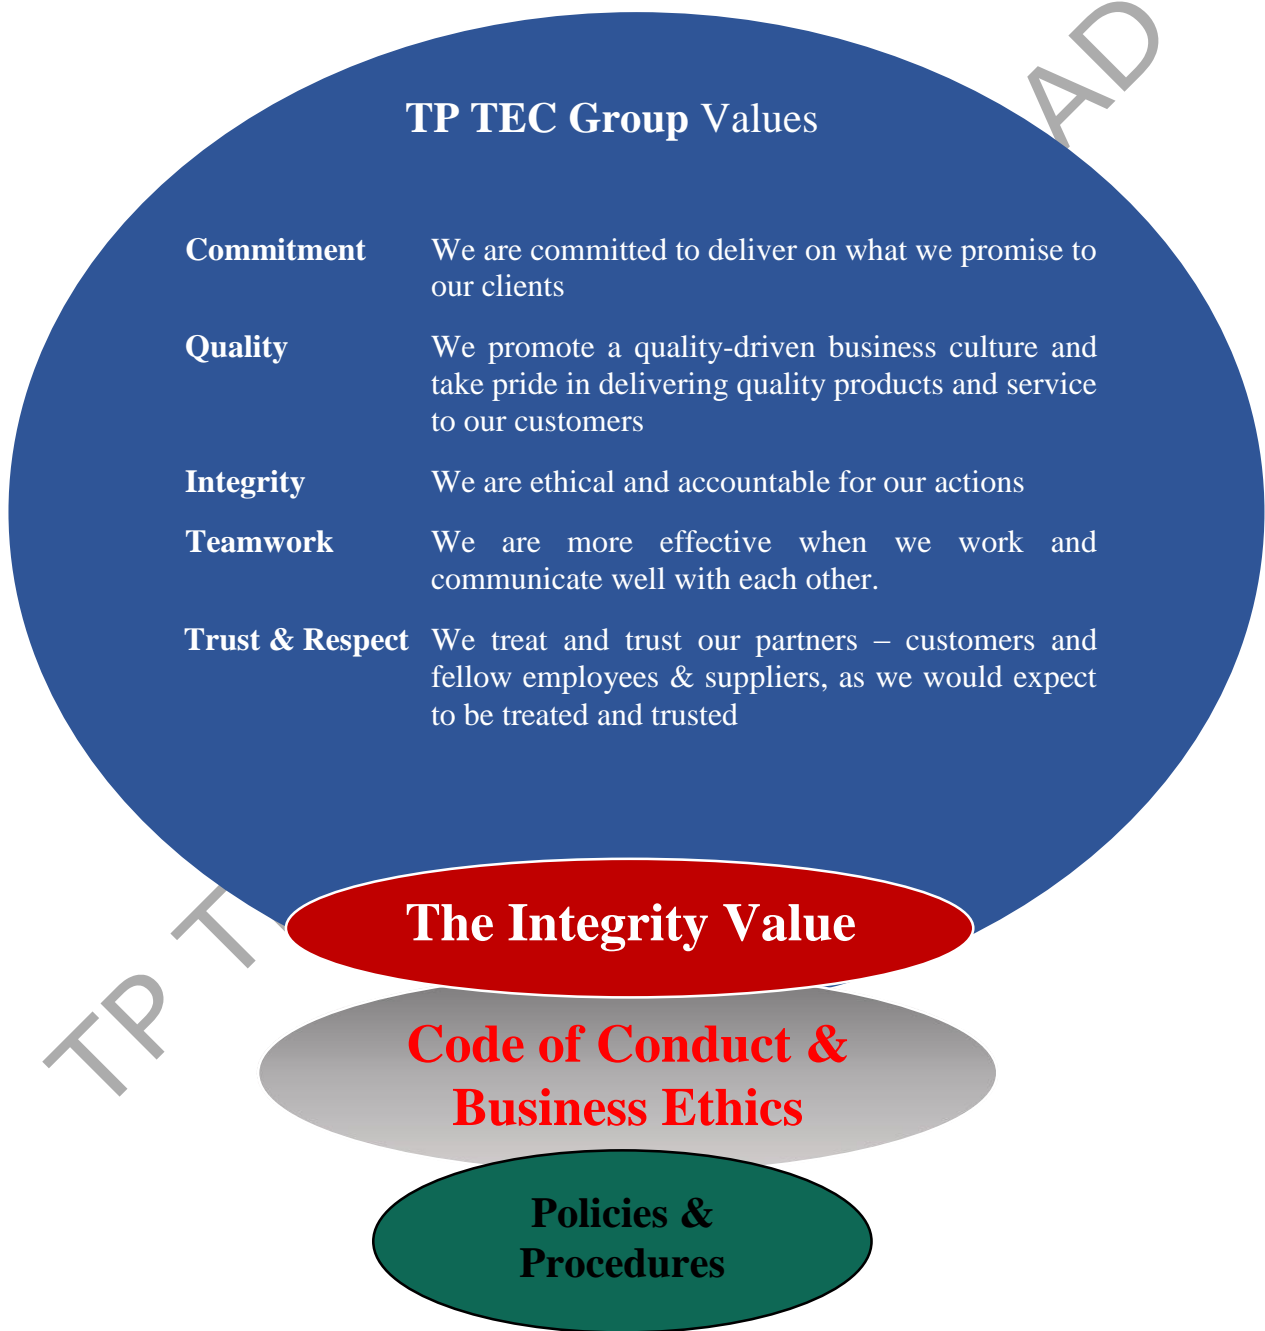 TP TEC Group Values
Commitment We are committed to deliver on what we promise to
our clients
Quality We promote a quality-driven business culture and
take pride in delivering quality products and service
to our customers
Integrity We are ethical and accountable for our actions
Teamwork We are more effective when we work and
communicate well with each other.
Trust & Respect We treat and trust our partners – customers and
fellow employees & suppliers, as we would expect
to be treated and trusted
The Integrity Value
Code of Conduct &
Business Ethics
Policies &
Procedures
TP T
AD